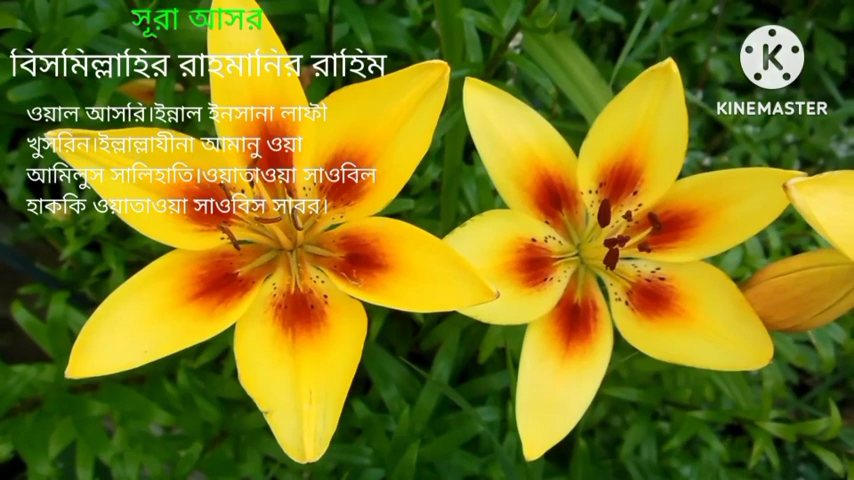 সূরা আসর
বিসমিল্লাহির রাহমানির রাহিম
ওয়াল আসরি।ইন্নাল ইনসানা লাফী
খুসরিন।ইল্লাল্লাযীনা আমানু ওয়া
আমিলুস সালিহাতি।ওয়াতাওয়া সাওবিল
হাককি ওয়াতাওয়া সাওবিস সাবর।
KINEMASTER